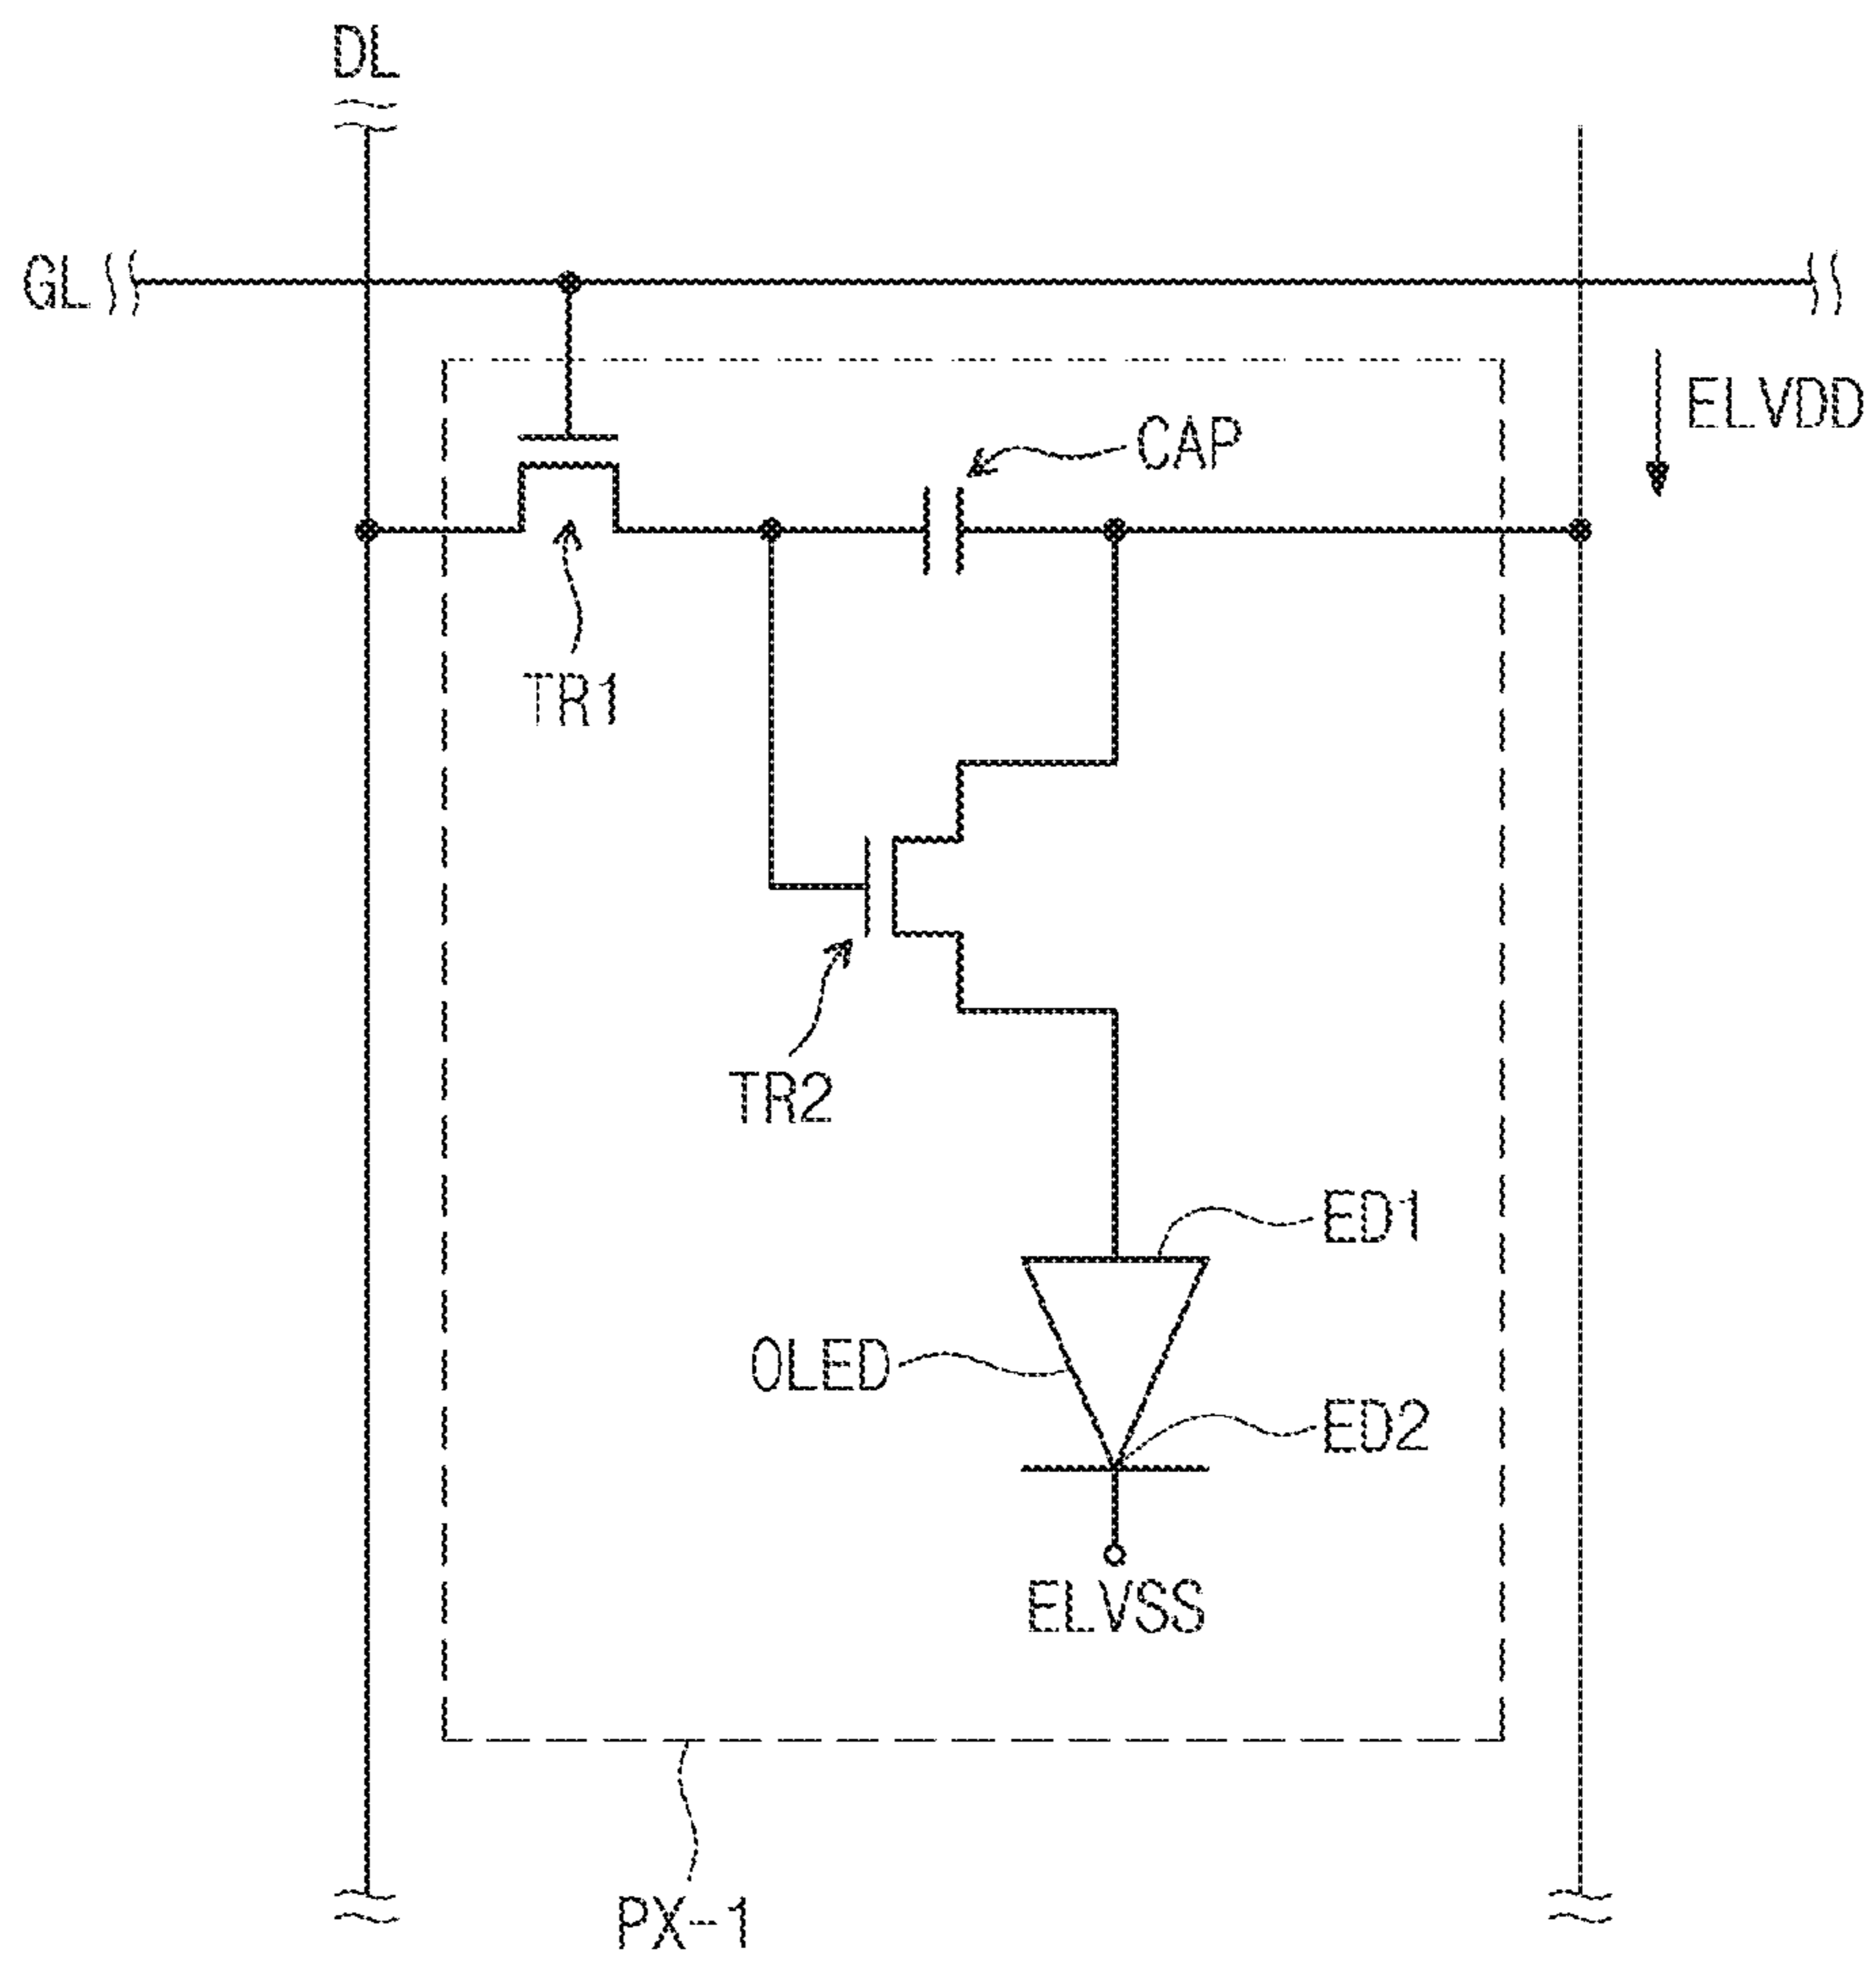 DL
GL
ELVDD
CAP
TR1
TR2
ED1
OLED
ED2
ELVSS
PX-1